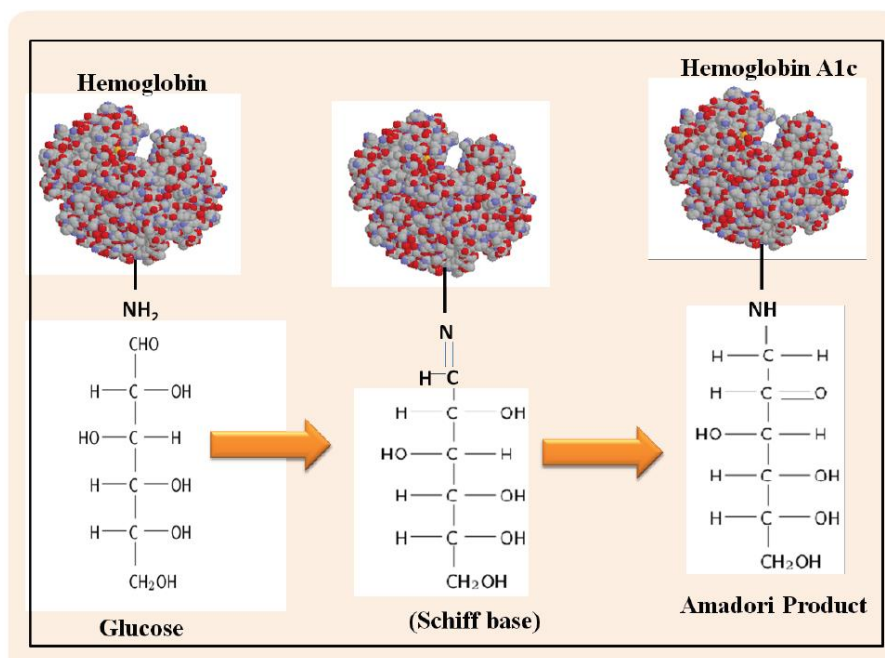 Hemoglobin
NH₂
CHO
H—C—OH
HO—C—H
H—C—OH
H—C—OH
CH₂OH
Glucose
N
H—C
H—C—OH
HO—C—H
H—C—OH
H—C—OH
CH₂OH
(Schiff base)
Hemoglobin A1c
NH
H—C—H
H—C=O
HO—C—H
H—C—OH
H—C—OH
CH₂OH
Amadori Product